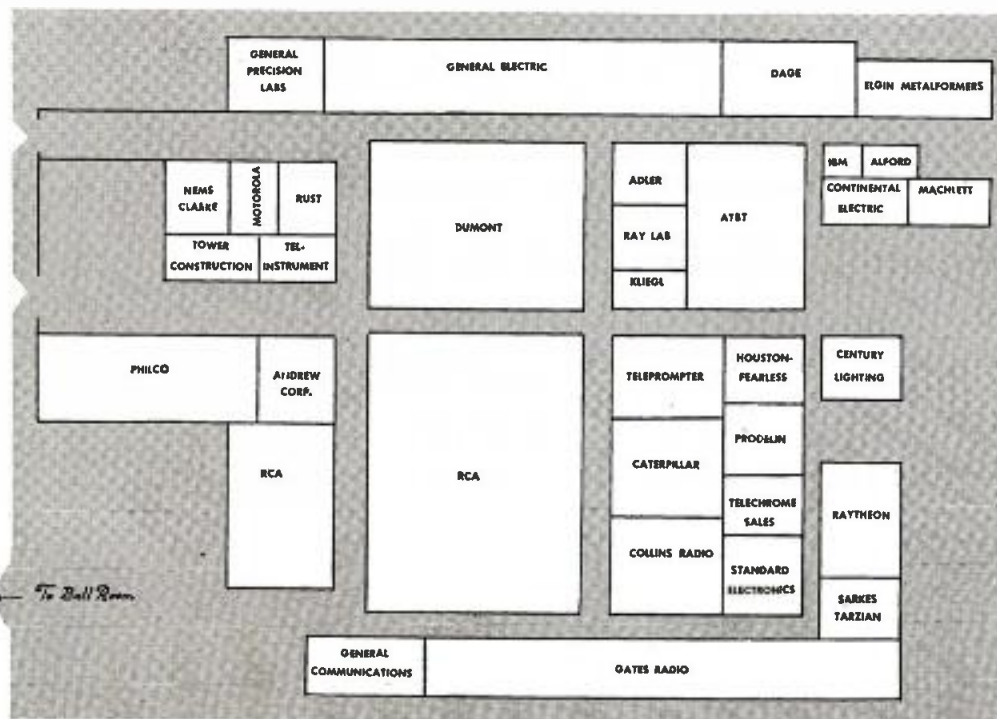 GENERAL
PRECISION
LABS
GENERAL ELECTRIC
DAGE
ELGIN METALFORMERS
NEMS
CLARKE
MOTOROLA
RUST
TOWER
CONSTRUCTION
TEL-
INSTRUMENT
DUMONT
ADLER
RAY LAB
KLIEGL
AT&T
IBM
ALFORD
CONTINENTAL
ELECTRIC
MACHLETT
PHILCO
ANDREW
CORP.
RCA
RCA
TELEPROMPTER
HOUSTON-
FEARLESS
CENTURY
LIGHTING
CATERPILLAR
PRODELIN
TELECHROME
SALES
COLLINS RADIO
STANDARD
ELECTRONICS
RAYTHEON
SARKES
TARZIAN
To Ball Room
GENERAL
COMMUNICATIONS
GATES RADIO